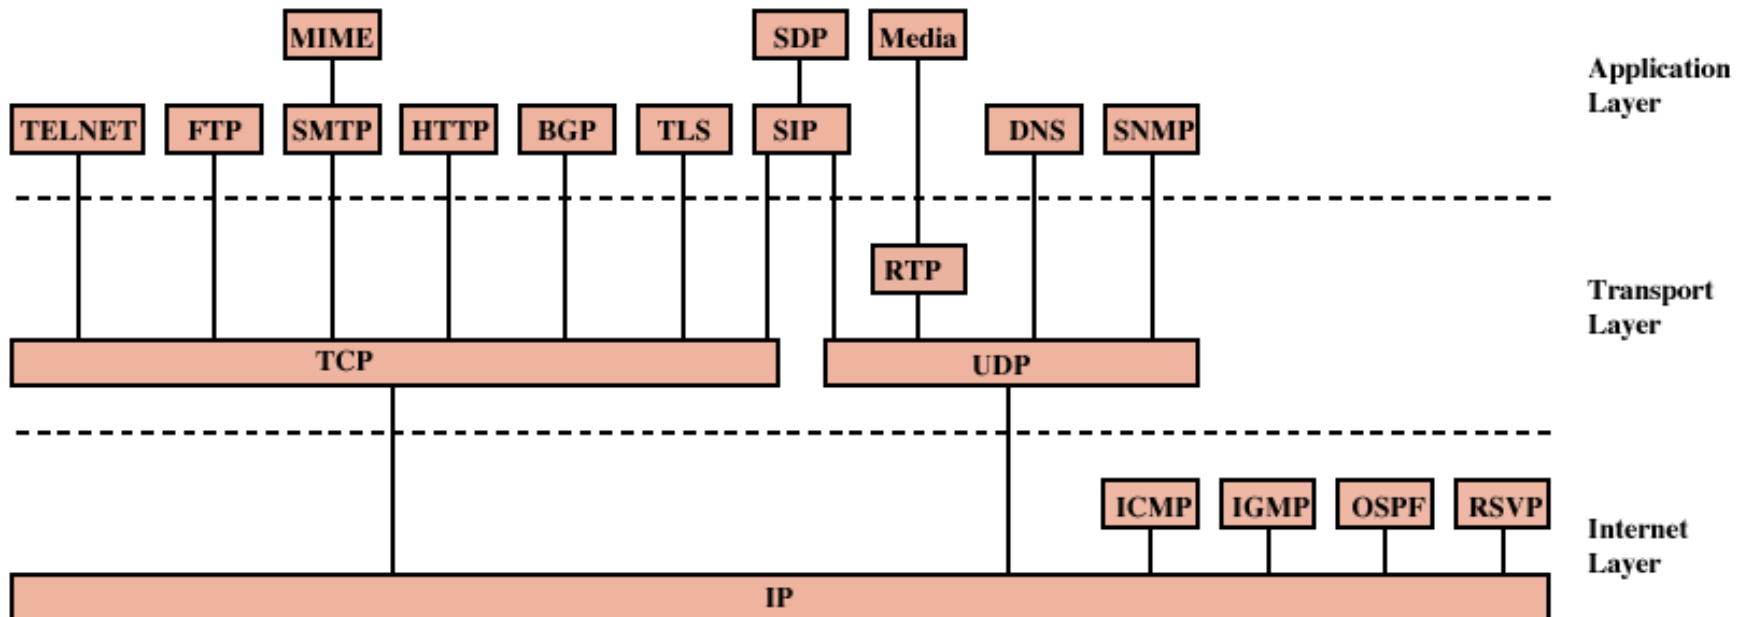 MIME
SDP
Media
Application
Layer
TELNET
FTP
SMTP
HTTP
BGP
TLS
SIP
DNS
SNMP
RTP
Transport
Layer
TCP
UDP
ICMP
IGMP
OSPF
RSVP
Internet
Layer
IP